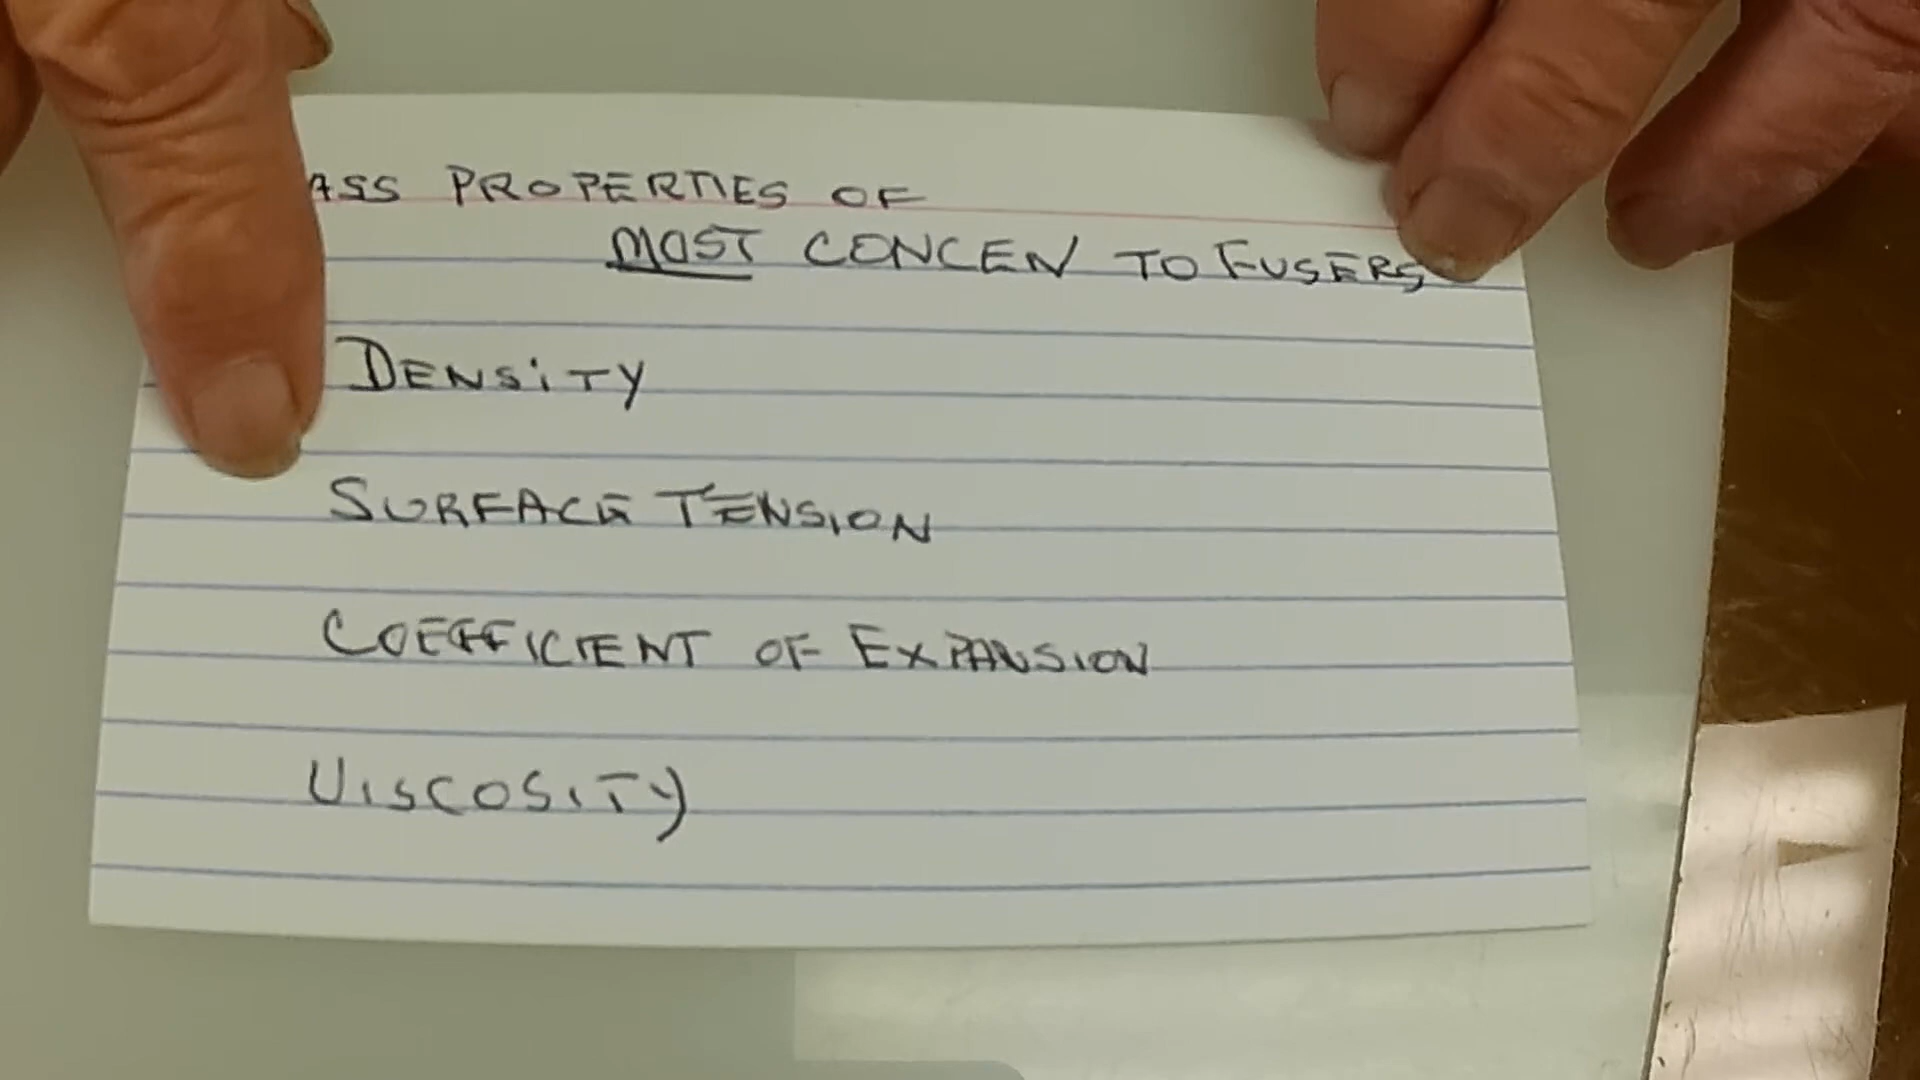 ASS PROPERTIES OF
MOST CONCEN TO FUSERS
DENSITY
SURFACE TENSION
COEFFICIENT OF EXPANSION
VISCOSITY